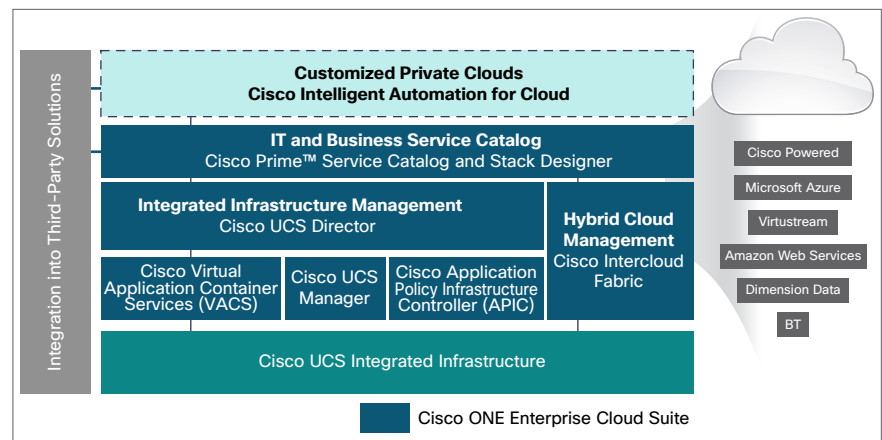 Integration into Third-Party Solutions
Customized Private Clouds
Cisco Intelligent Automation for Cloud
IT and Business Service Catalog
Cisco Prime™ Service Catalog and Stack Designer
Integrated Infrastructure Management
Cisco UCS Director
Hybrid Cloud
Management
Cisco Intercloud
Fabric
Cisco Virtual
Application Container
Services (VACS)
Cisco UCS
Manager
Cisco Application
Policy Infrastructure
Controller (APIC)
Cisco UCS Integrated Infrastructure
Cisco ONE Enterprise Cloud Suite
Cisco Powered
Microsoft Azure
Virtustream
Amazon Web Services
Dimension Data
BT